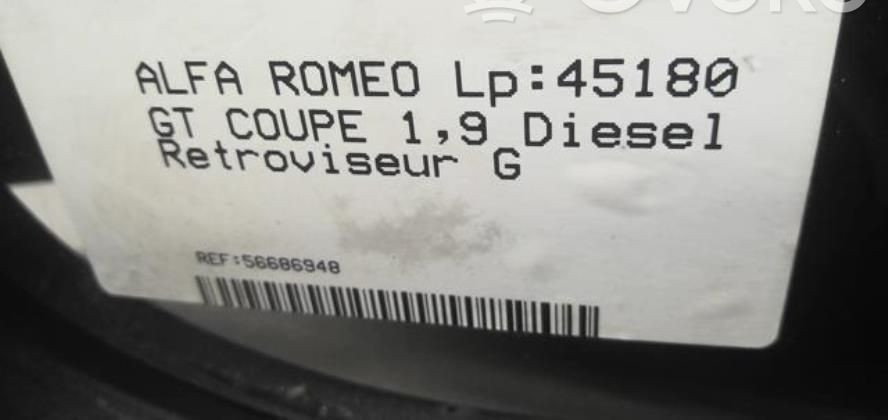 ALFA ROMEO Lp:45180
GT COUPE 1,9 Diesel
Retroviseur G
REF:56686948